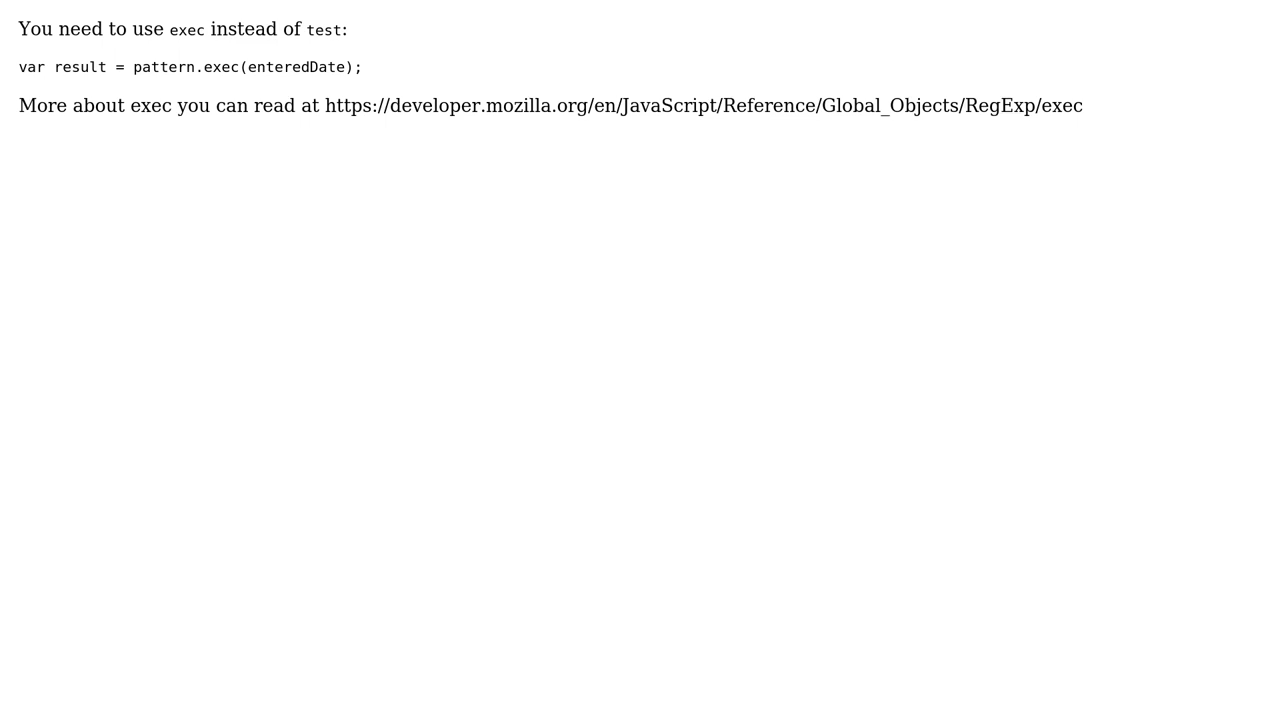 You need to use exec instead of test:
var result = pattern.exec(enteredDate);
More about exec you can read at https://developer.mozilla.org/en/JavaScript/Reference/Global_Objects/RegExp/exec